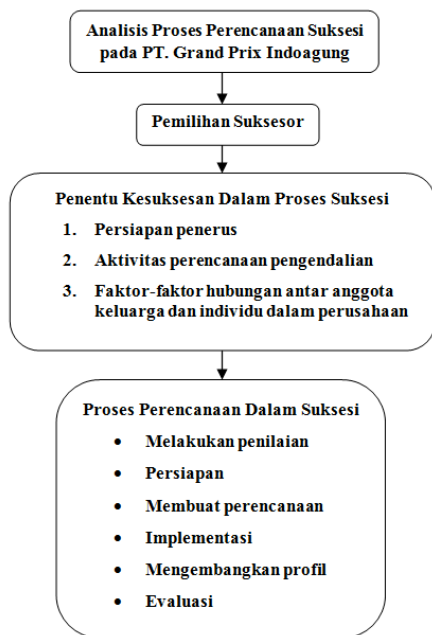 Analisis Proses Perencanaan Suksesi
pada PT. Grand Prix Indoagung
Pemilihan Suksesor
Penentu Kesuksesan Dalam Proses Suksesi
1. Persiapan penerus
2. Aktivitas perencanaan pengendalian
3. Faktor-faktor hubungan antar anggota
keluarga dan individu dalam perusahaan
Proses Perencanaan Dalam Suksesi
• Melakukan penilaian
• Persiapan
• Membuat perencanaan
• Implementasi
• Mengembangkan profil
• Evaluasi